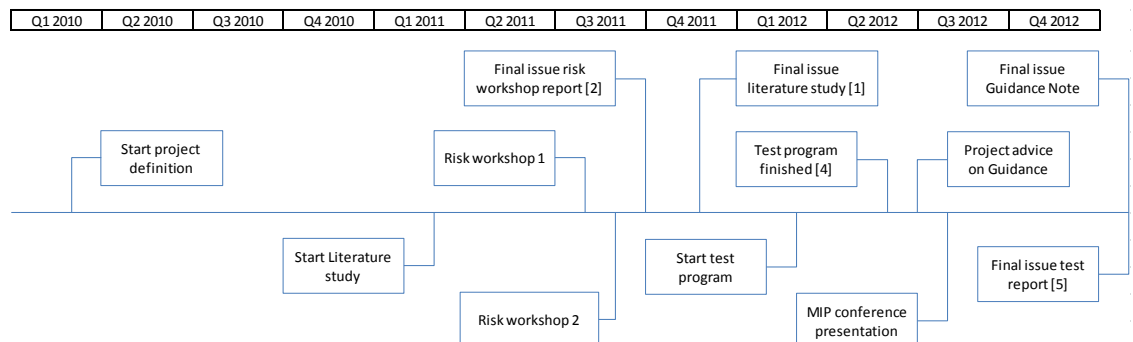 Q1 2010 Q2 2010 Q3 2010 Q4 2010 Q1 2011 Q2 2011 Q3 2011 Q4 2011 Q1 2012 Q2 2012 Q3 2012 Q4 2012
Final issue risk
workshop report [2]
Final issue
literature study [1]
Final issue
Guidance Note
Start project
definition
Risk workshop 1
Test program
finished [4]
Project advice
on Guidance
Start Literature
study
Start test
program
Final issue test
report [5]
Risk workshop 2
MIP conference
presentation